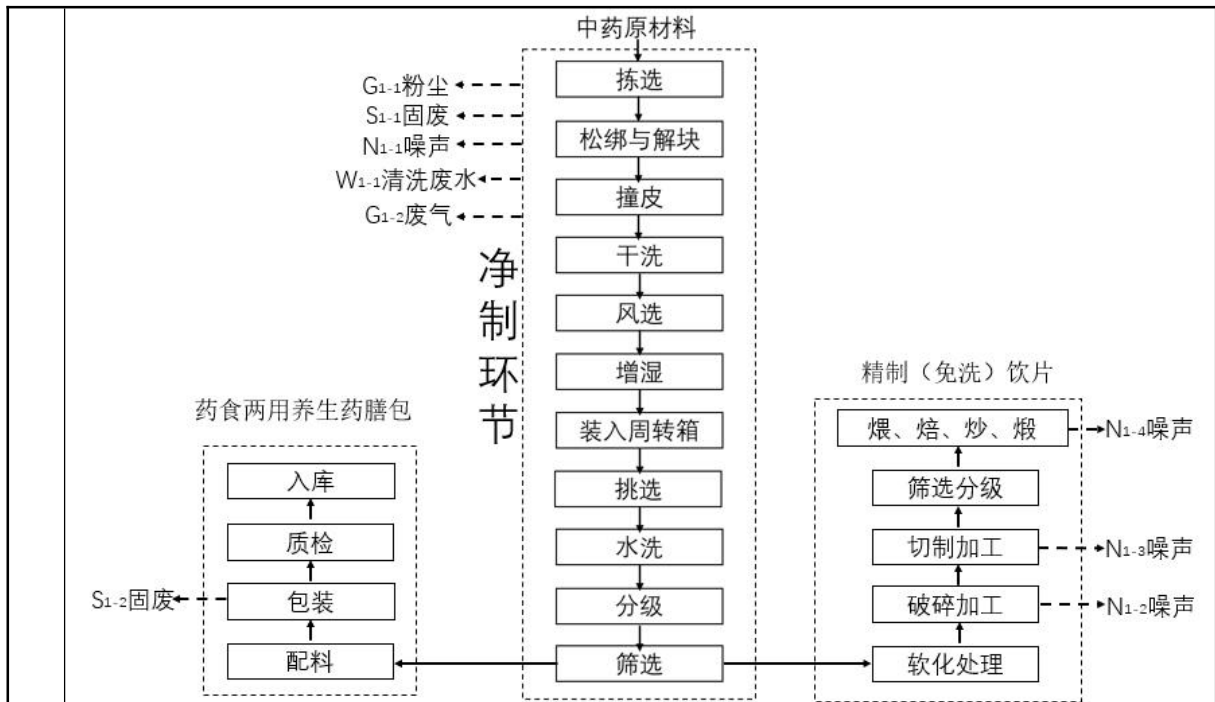 中药原材料
拣选
G1-1粉尘
S1-1固废
松绑与解块
N1-1噪声
W1-1清洗废水
撞皮
G1-2废气
干洗
净制环节
风选
增湿
装入周转箱
挑选
水洗
分级
筛选
药食两用养生药膳包
入库
质检
S1-2固废
包装
配料
精制（免洗）饮片
煨、焙、炒、煅
N1-4噪声
筛选分级
切制加工
N1-3噪声
破碎加工
N1-2噪声
软化处理